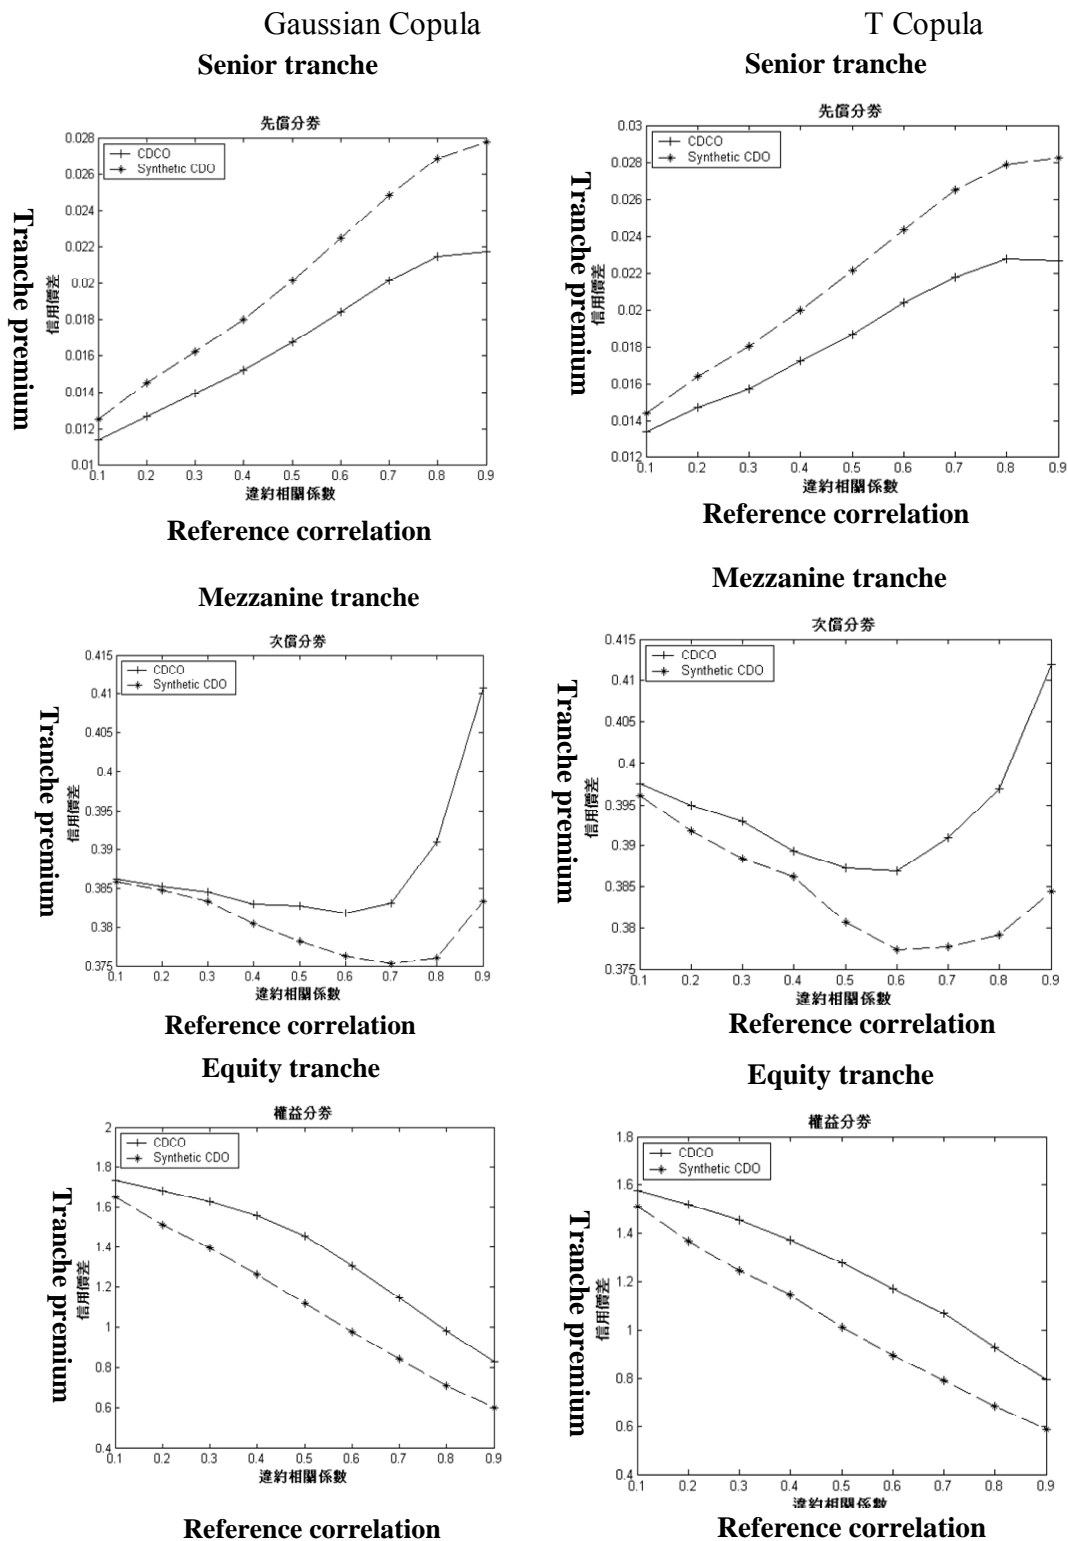 Gaussian Copula
T Copula
Senior tranche
Senior tranche
先償分券
CDCO
Synthetic CDO
0.028
0.026
0.024
0.022
0.02
0.018
0.016
0.014
0.012
0.01
0.1 0.2 0.3 0.4 0.5 0.6 0.7 0.8 0.9
Tranche premium
信用價差
違約相關係數
Reference correlation
先償分券
CDCO
Synthetic CDO
0.03
0.028
0.026
0.024
0.022
0.02
0.018
0.016
0.014
0.012
0.1 0.2 0.3 0.4 0.5 0.6 0.7 0.8 0.9
Tranche premium
信用價差
違約相關係數
Reference correlation
Mezzanine tranche
次償分券
CDCO
Synthetic CDO
0.415
0.41
0.405
0.4
0.395
0.39
0.385
0.38
0.375
0.1 0.2 0.3 0.4 0.5 0.6 0.7 0.8 0.9
Tranche premium
信用價差
違約相關係數
Reference correlation
Mezzanine tranche
次償分券
CDCO
Synthetic CDO
0.415
0.41
0.405
0.4
0.395
0.39
0.385
0.38
0.375
0.1 0.2 0.3 0.4 0.5 0.6 0.7 0.8 0.9
Tranche premium
信用價差
違約相關係數
Reference correlation
Equity tranche
權益分券
CDCO
Synthetic CDO
2
1.8
1.6
1.4
1.2
1
0.8
0.6
0.4
0.1 0.2 0.3 0.4 0.5 0.6 0.7 0.8 0.9
Tranche premium
信用價差
違約相關係數
Reference correlation
Equity tranche
權益分券
CDCO
Synthetic CDO
1.8
1.6
1.4
1.2
1
0.8
0.6
0.4
0.1 0.2 0.3 0.4 0.5 0.6 0.7 0.8 0.9
Tranche premium
信用價差
違約相關係數
Reference correlation